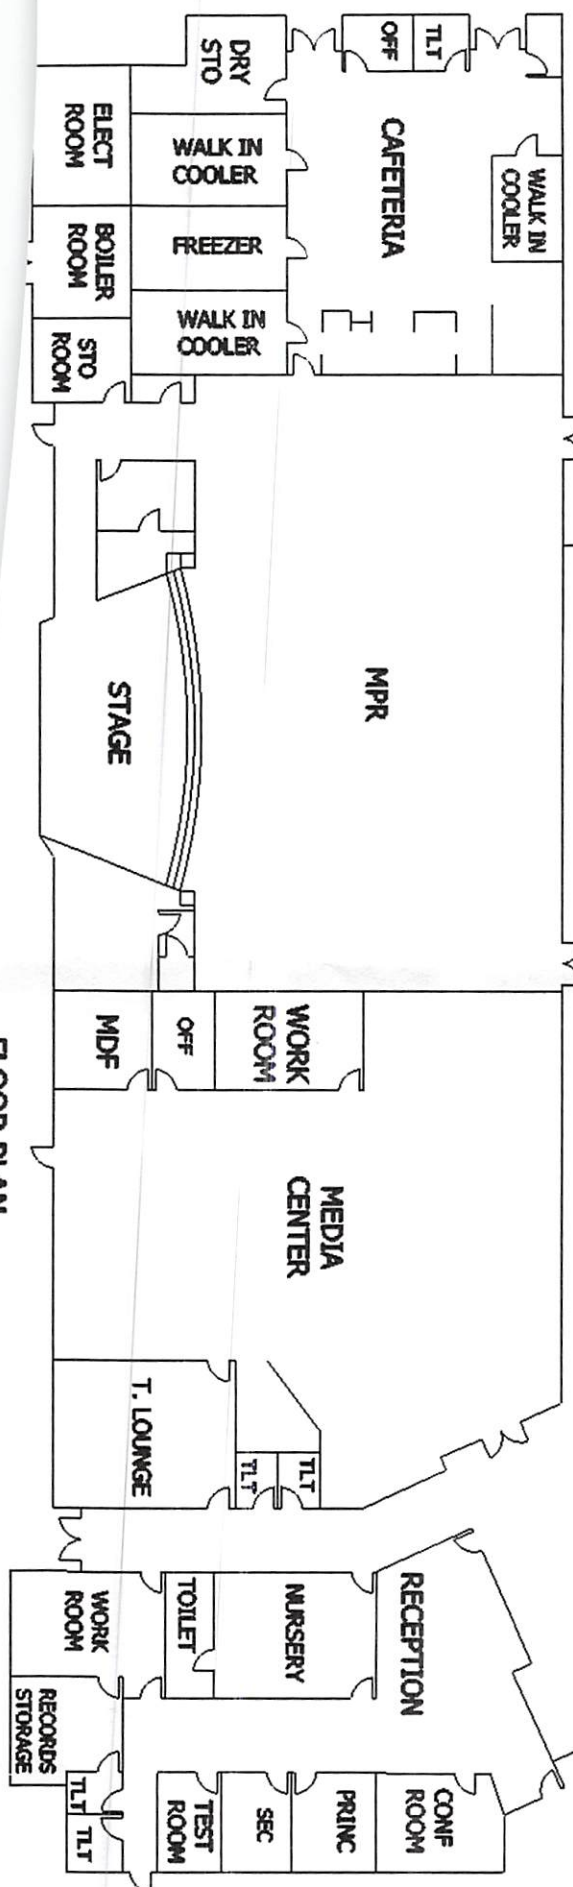 DRY
STO
OFF
TLT
ELECT
ROOM
WALK IN
COOLER
CAFETERIA
WALK IN
COOLER
BOILER
ROOM
FREEZER
STO
ROOM
WALK IN
COOLER
STAGE
MPR
MDF
OFF
WORK
ROOM
FLOOR PLAN
MEDIA
CENTER
T. LOUNGE
TLT
TLT
WORK
ROOM
TOILET
NURSERY
RECEPTION
RECORDS
STORAGE
TLT
TLT
TEST
ROOM
SEC
PRINC
CONF
ROOM